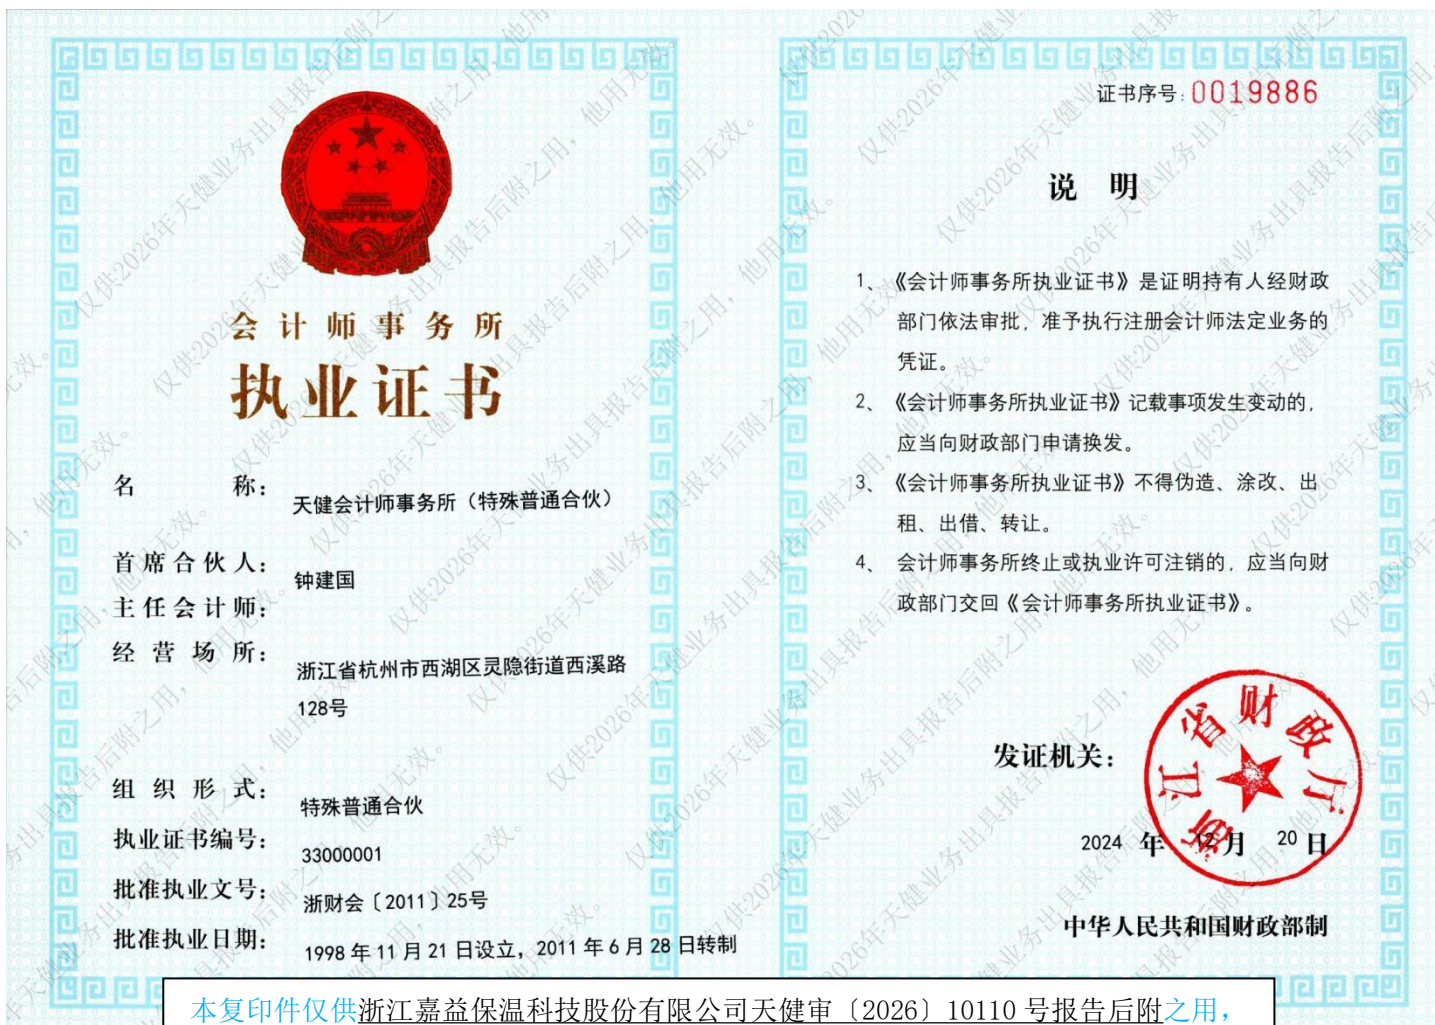 会计师事务所
执业证书
名称：天健会计师事务所（特殊普通合伙）
首席合伙人：钟建国
主任会计师：
经营场所：浙江省杭州市西湖区灵隐街道西溪路
128号
组织形式：特殊普通合伙
执业证书编号：33000001
批准执业文号：浙财会〔2011〕25号
批准执业日期：1998年11月21日设立，2011年6月28日转制
证书序号：0019886
说 明
1、《会计师事务所执业证书》是证明持有人经财政
部门依法审批，准予执行注册会计师法定业务的
凭证。
2、《会计师事务所执业证书》记载事项发生变动的，
应当向财政部门申请换发。
3、《会计师事务所执业证书》不得伪造、涂改、出
租、出借、转让。
4、会计师事务所终止或执业许可注销的，应当向财
政部门交回《会计师事务所执业证书》。
发证机关：
浙江省财政厅
2024 年 12 月 20 日
中华人民共和国财政部制
本复印件仅供浙江嘉益保温科技股份有限公司天健审〔2026〕10110 号报告后附之用，
仅供2026年天健业务出具报告后附之用，他用无效。